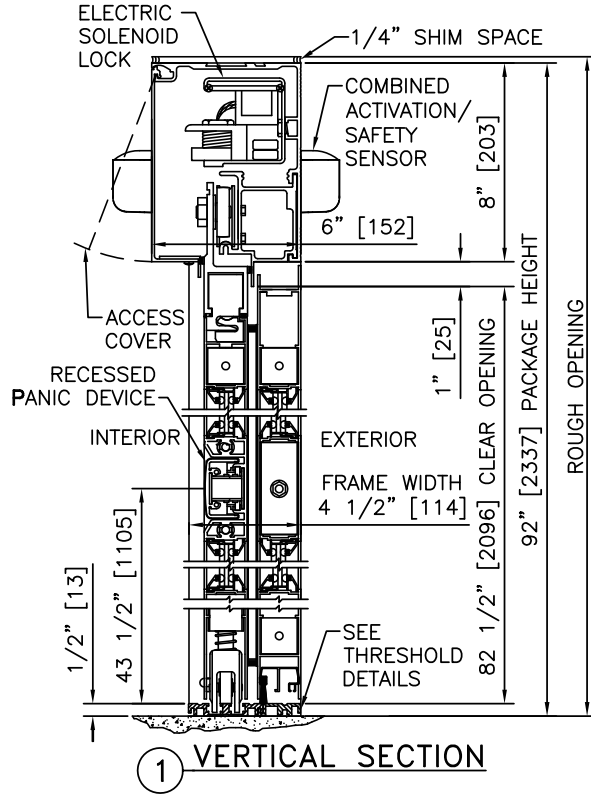 ELECTRIC
SOLENOID
LOCK
1/4" SHIM SPACE
COMBINED
ACTIVATION/
SAFETY
SENSOR
8" [203]
6" [152]
ACCESS
COVER
1" [25]
RECESSED
PANIC DEVICE
INTERIOR
EXTERIOR
FRAME WIDTH
4 1/2" [114]
82 1/2" [2096] CLEAR OPENING
92" [2337] PACKAGE HEIGHT
ROUGH OPENING
1/2" [13]
43 1/2" [1105]
SEE
THRESHOLD
DETAILS
1 VERTICAL SECTION